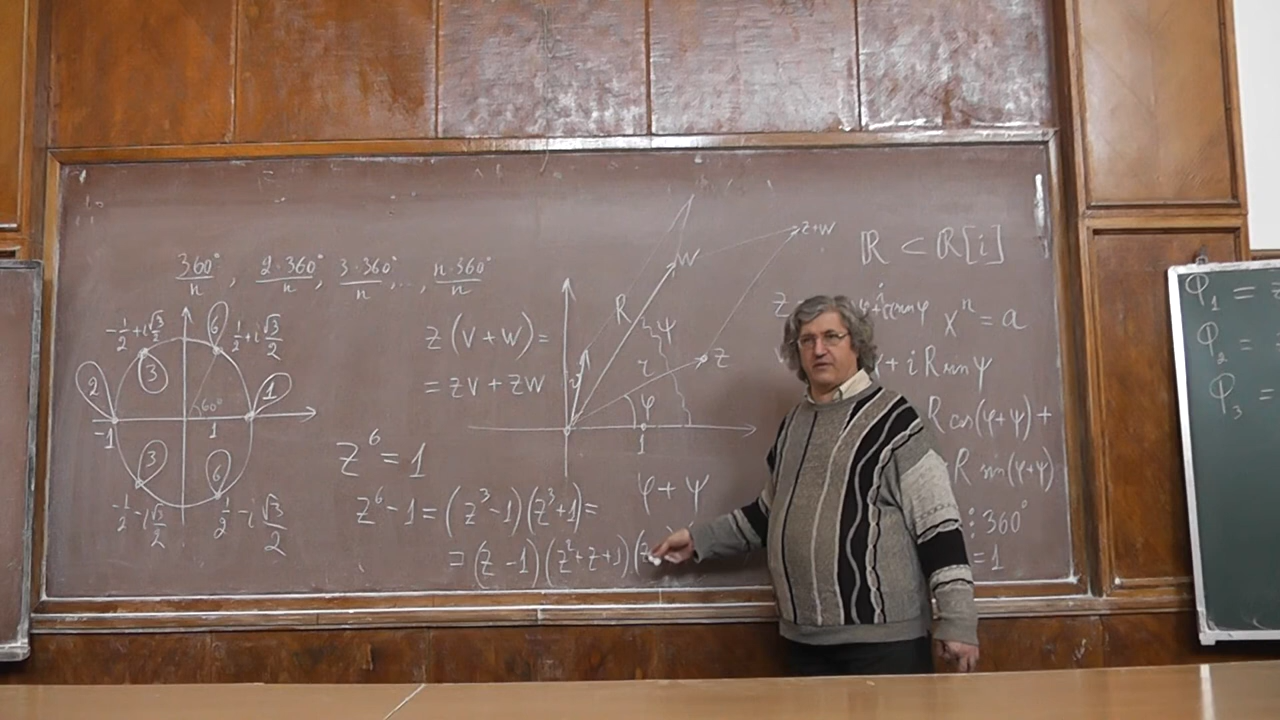 360°/n, 2·360°/n, 3·360°/n, ..., n·360°/n
-1/2+i√3/2
6
1/2+i√3/2
3
2
1
60°
-1
1
3
6
-1/2-i√3/2
1/2-i√3/2
z(v+w)=
=zv+zw
z⁶=1
z⁶-1=(z³-1)(z³+1)=
=(z-1)(z²+z+1)(z
z+w
w
R
ψ
z
r
v
φ
1
φ+ψ
ℝ⊂ℝ[i]
xⁿ=a
+iR sin ψ
R cos(φ+ψ)+
R sin(φ+ψ)
:360°
=1
Φ₁ =
Φ₂ =
Φ₃ =